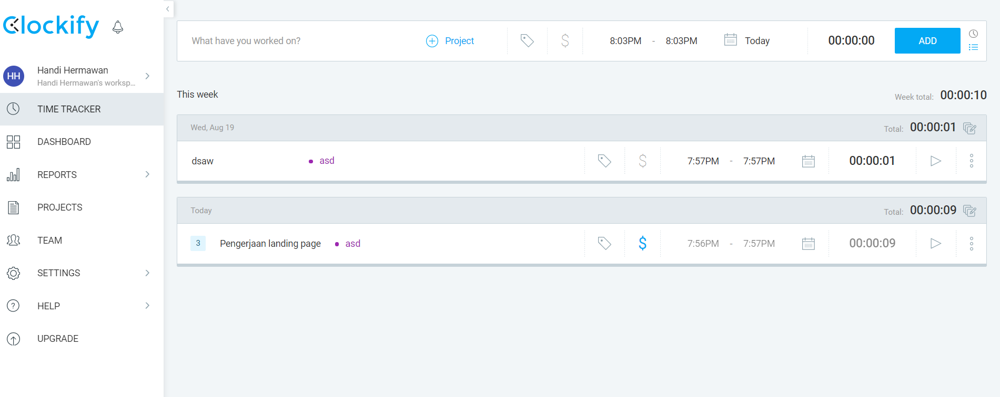 Clockify
HH
Handi Hermawan
Handi Hermawan's worksp...
TIME TRACKER
DASHBOARD
REPORTS
PROJECTS
TEAM
SETTINGS
HELP
UPGRADE
What have you worked on? Project $ 8:03PM - 8:03PM Today 00:00:00 ADD
This week Week total: 00:00:10
Wed, Aug 19 Total: 00:00:01
dsaw asd $ 7:57PM - 7:57PM 00:00:01
Today Total: 00:00:09
3 Pengerjaan landing page asd $ 7:56PM - 7:57PM 00:00:09